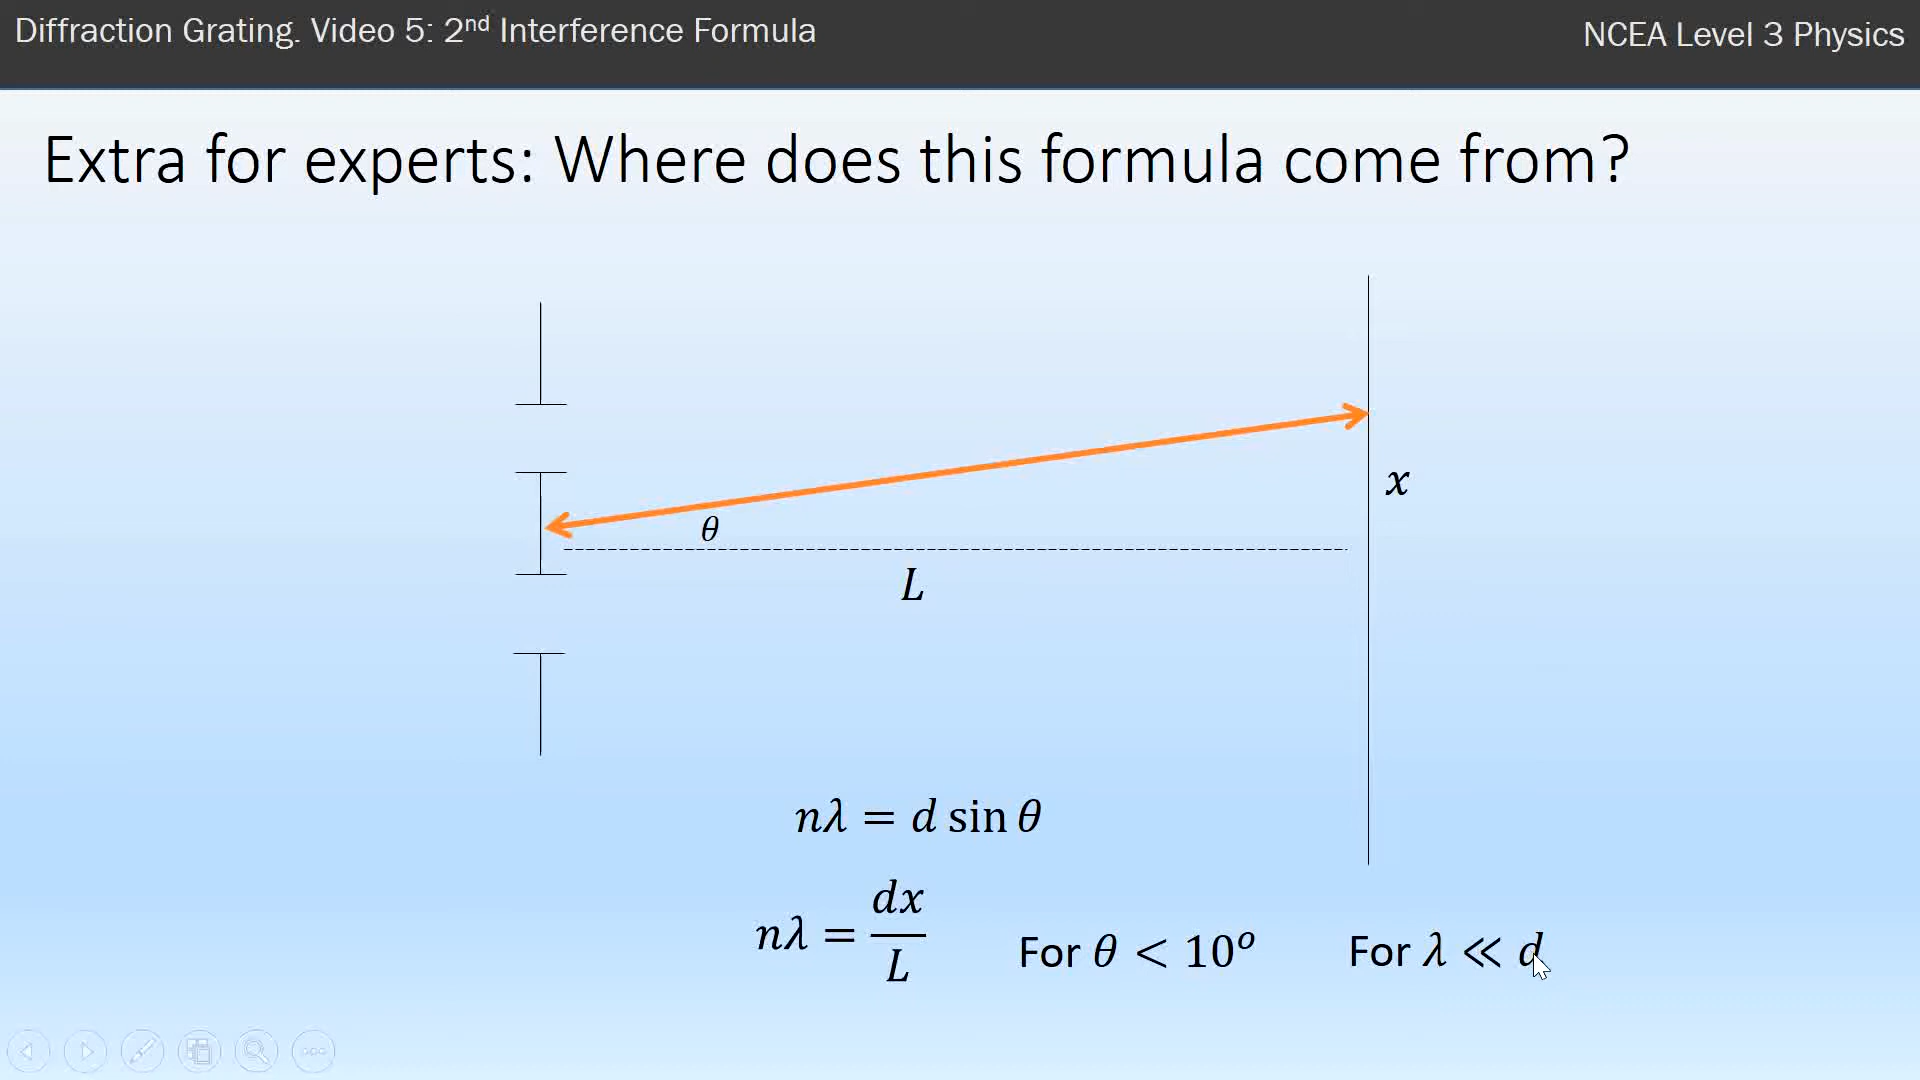 Diffraction Grating. Video 5: 2nd Interference Formula
NCEA Level 3 Physics
Extra for experts: Where does this formula come from?
x
θ
L
nλ = d sin θ
nλ = dx/L
For θ < 10°
For λ ≪ d